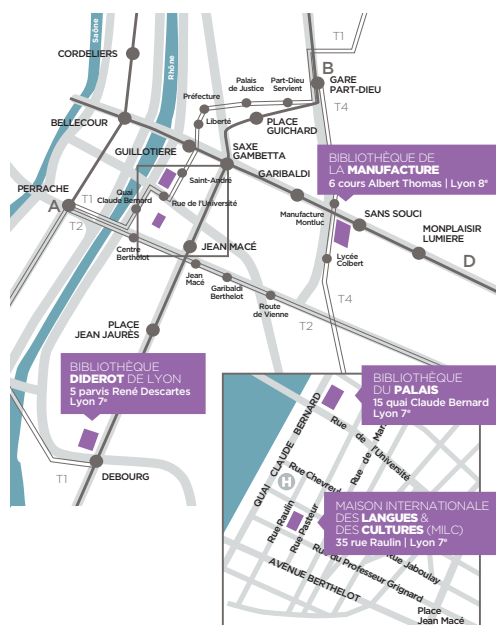 Saône
Rhône
T1
CORDELIERS
B
GARE
PART-DIEU
Palais
de Justice
Part-Dieu
Servient
T4
Préfecture
BELLECOUR
Liberté
PLACE
GUICHARD
GUILLOTIÈRE
SAXE
GAMBETTA
BIBLIOTHÈQUE DE
LA MANUFACTURE
6 cours Albert Thomas | Lyon 8e
GARIBALDI
Saint-André
PERRACHE
A
T1
Quai
Claude Bernard
Rue de l'Université
Manufacture
Montluc
SANS SOUCI
T2
MONPLAISIR
LUMIERE
Centre
Berthelot
JEAN MACÉ
Lycée
Colbert
D
Jean
Macé
Garibaldi
Berthelot
Route
de Vienne
T4
T2
PLACE
JEAN JAURÈS
BIBLIOTHÈQUE
DIDEROT DE LYON
5 parvis René Descartes
Lyon 7e
T1
DEBOURG
BIBLIOTHÈQUE
DU PALAIS
15 quai Claude Bernard
Lyon 7e
QUAI CLAUDE BERNARD
Rue de l'Université
Rue de Mar
Rue Chevreul
H
MAISON INTERNATIONALE
DES LANGUES &
DES CULTURES (MILC)
35 rue Raulin | Lyon 7e
Rue Raulin
Rue Pasteur
Rue du Professeur Grignard
Rue Jaboulay
AVENUE BERTHELOT
Place
Jean Macé